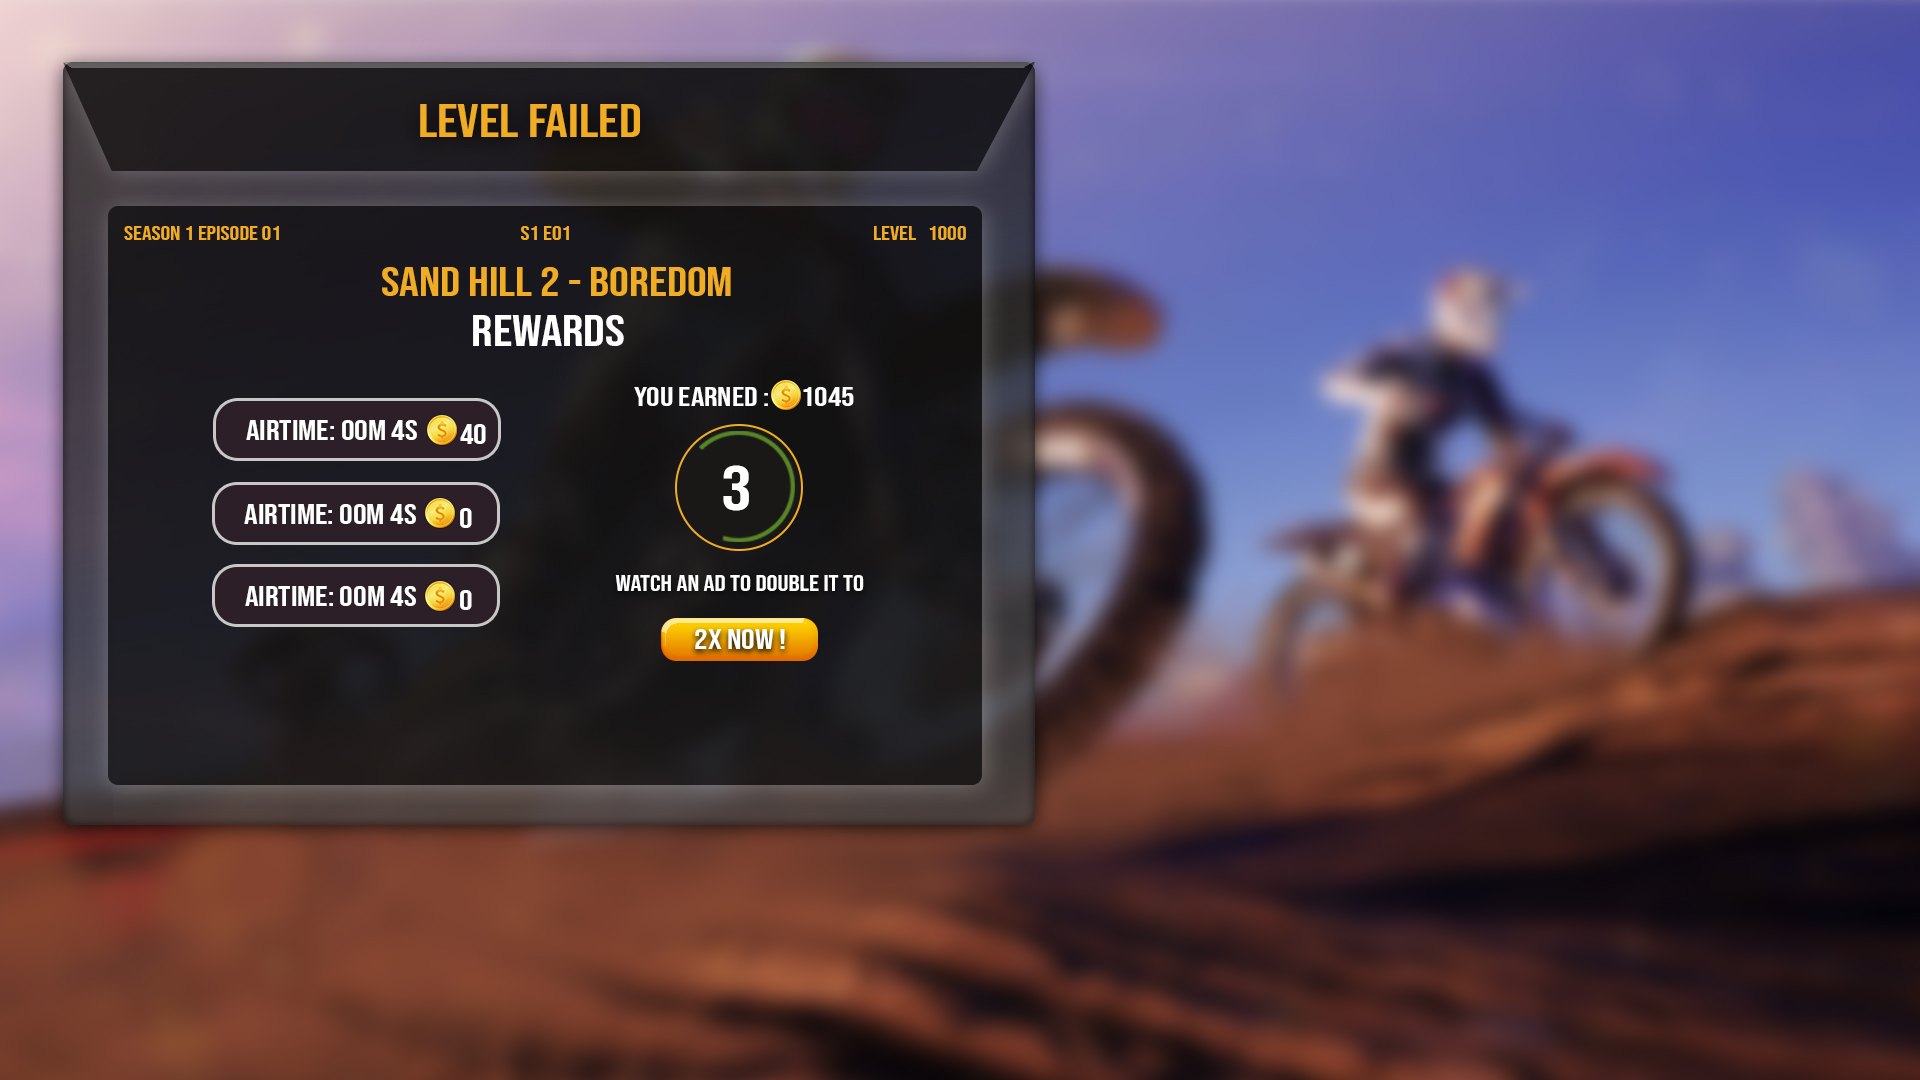 LEVEL FAILED
SEASON 1 EPISODE 01 S1 E01 LEVEL 1000
SAND HILL 2 - BOREDOM
REWARDS
YOU EARNED : $ 1045
AIRTIME: 00M 4S $ 40
AIRTIME: 00M 4S $ 0
AIRTIME: 00M 4S $ 0
3
WATCH AN AD TO DOUBLE IT TO
2X NOW !